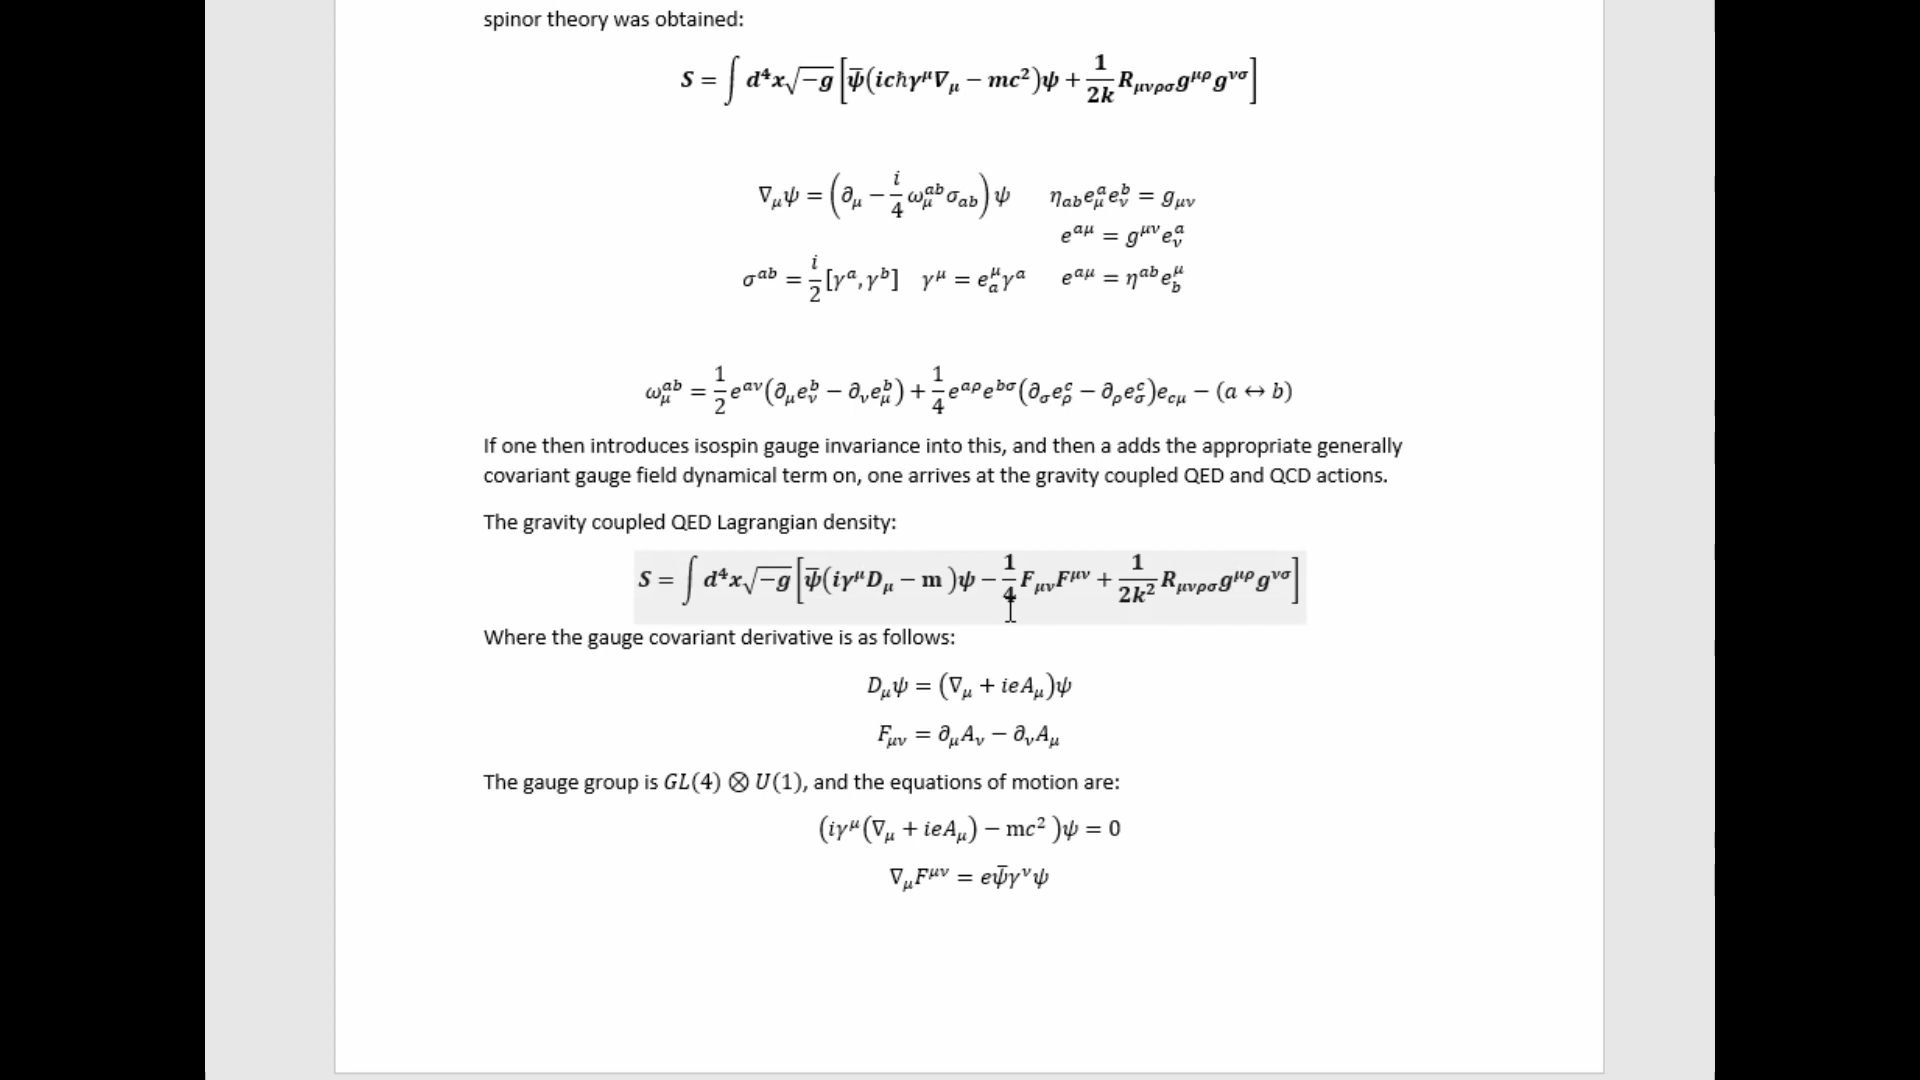 spinor theory was obtained:
S = ∫ d⁴x√−g [ψ̄(icħγ^μ∇_μ − mc²)ψ + 1/2k R_μνρσ g^μρ g^νσ]
∇_μψ = (∂_μ − i/4 ω_μ^ab σ_ab)ψ   η_ab e_μ^a e_ν^b = g_μν
e^aμ = g^μν e_ν^a
σ^ab = i/2 [γ^a, γ^b]   γ^μ = e_a^μ γ^a   e^aμ = η^ab e_b^μ
ω_μ^ab = 1/2 e^aν(∂_μ e_ν^b − ∂_ν e_μ^b) + 1/4 e^aρ e^bσ(∂_σ e_ρ^c − ∂_ρ e_σ^c)e_cμ − (a ↔ b)
If one then introduces isospin gauge invariance into this, and then a adds the appropriate generally
covariant gauge field dynamical term on, one arrives at the gravity coupled QED and QCD actions.
The gravity coupled QED Lagrangian density:
S = ∫ d⁴x√−g [ψ̄(iγ^μD_μ − m )ψ − 1/4 F_μν F^μν + 1/2k² R_μνρσ g^μρ g^νσ]
Where the gauge covariant derivative is as follows:
D_μψ = (∇_μ + ieA_μ)ψ
F_μν = ∂_μA_ν − ∂_νA_μ
The gauge group is GL(4) ⊗ U(1), and the equations of motion are:
(iγ^μ(∇_μ + ieA_μ) − mc² )ψ = 0
∇_μF^μν = eψ̄γ^νψ